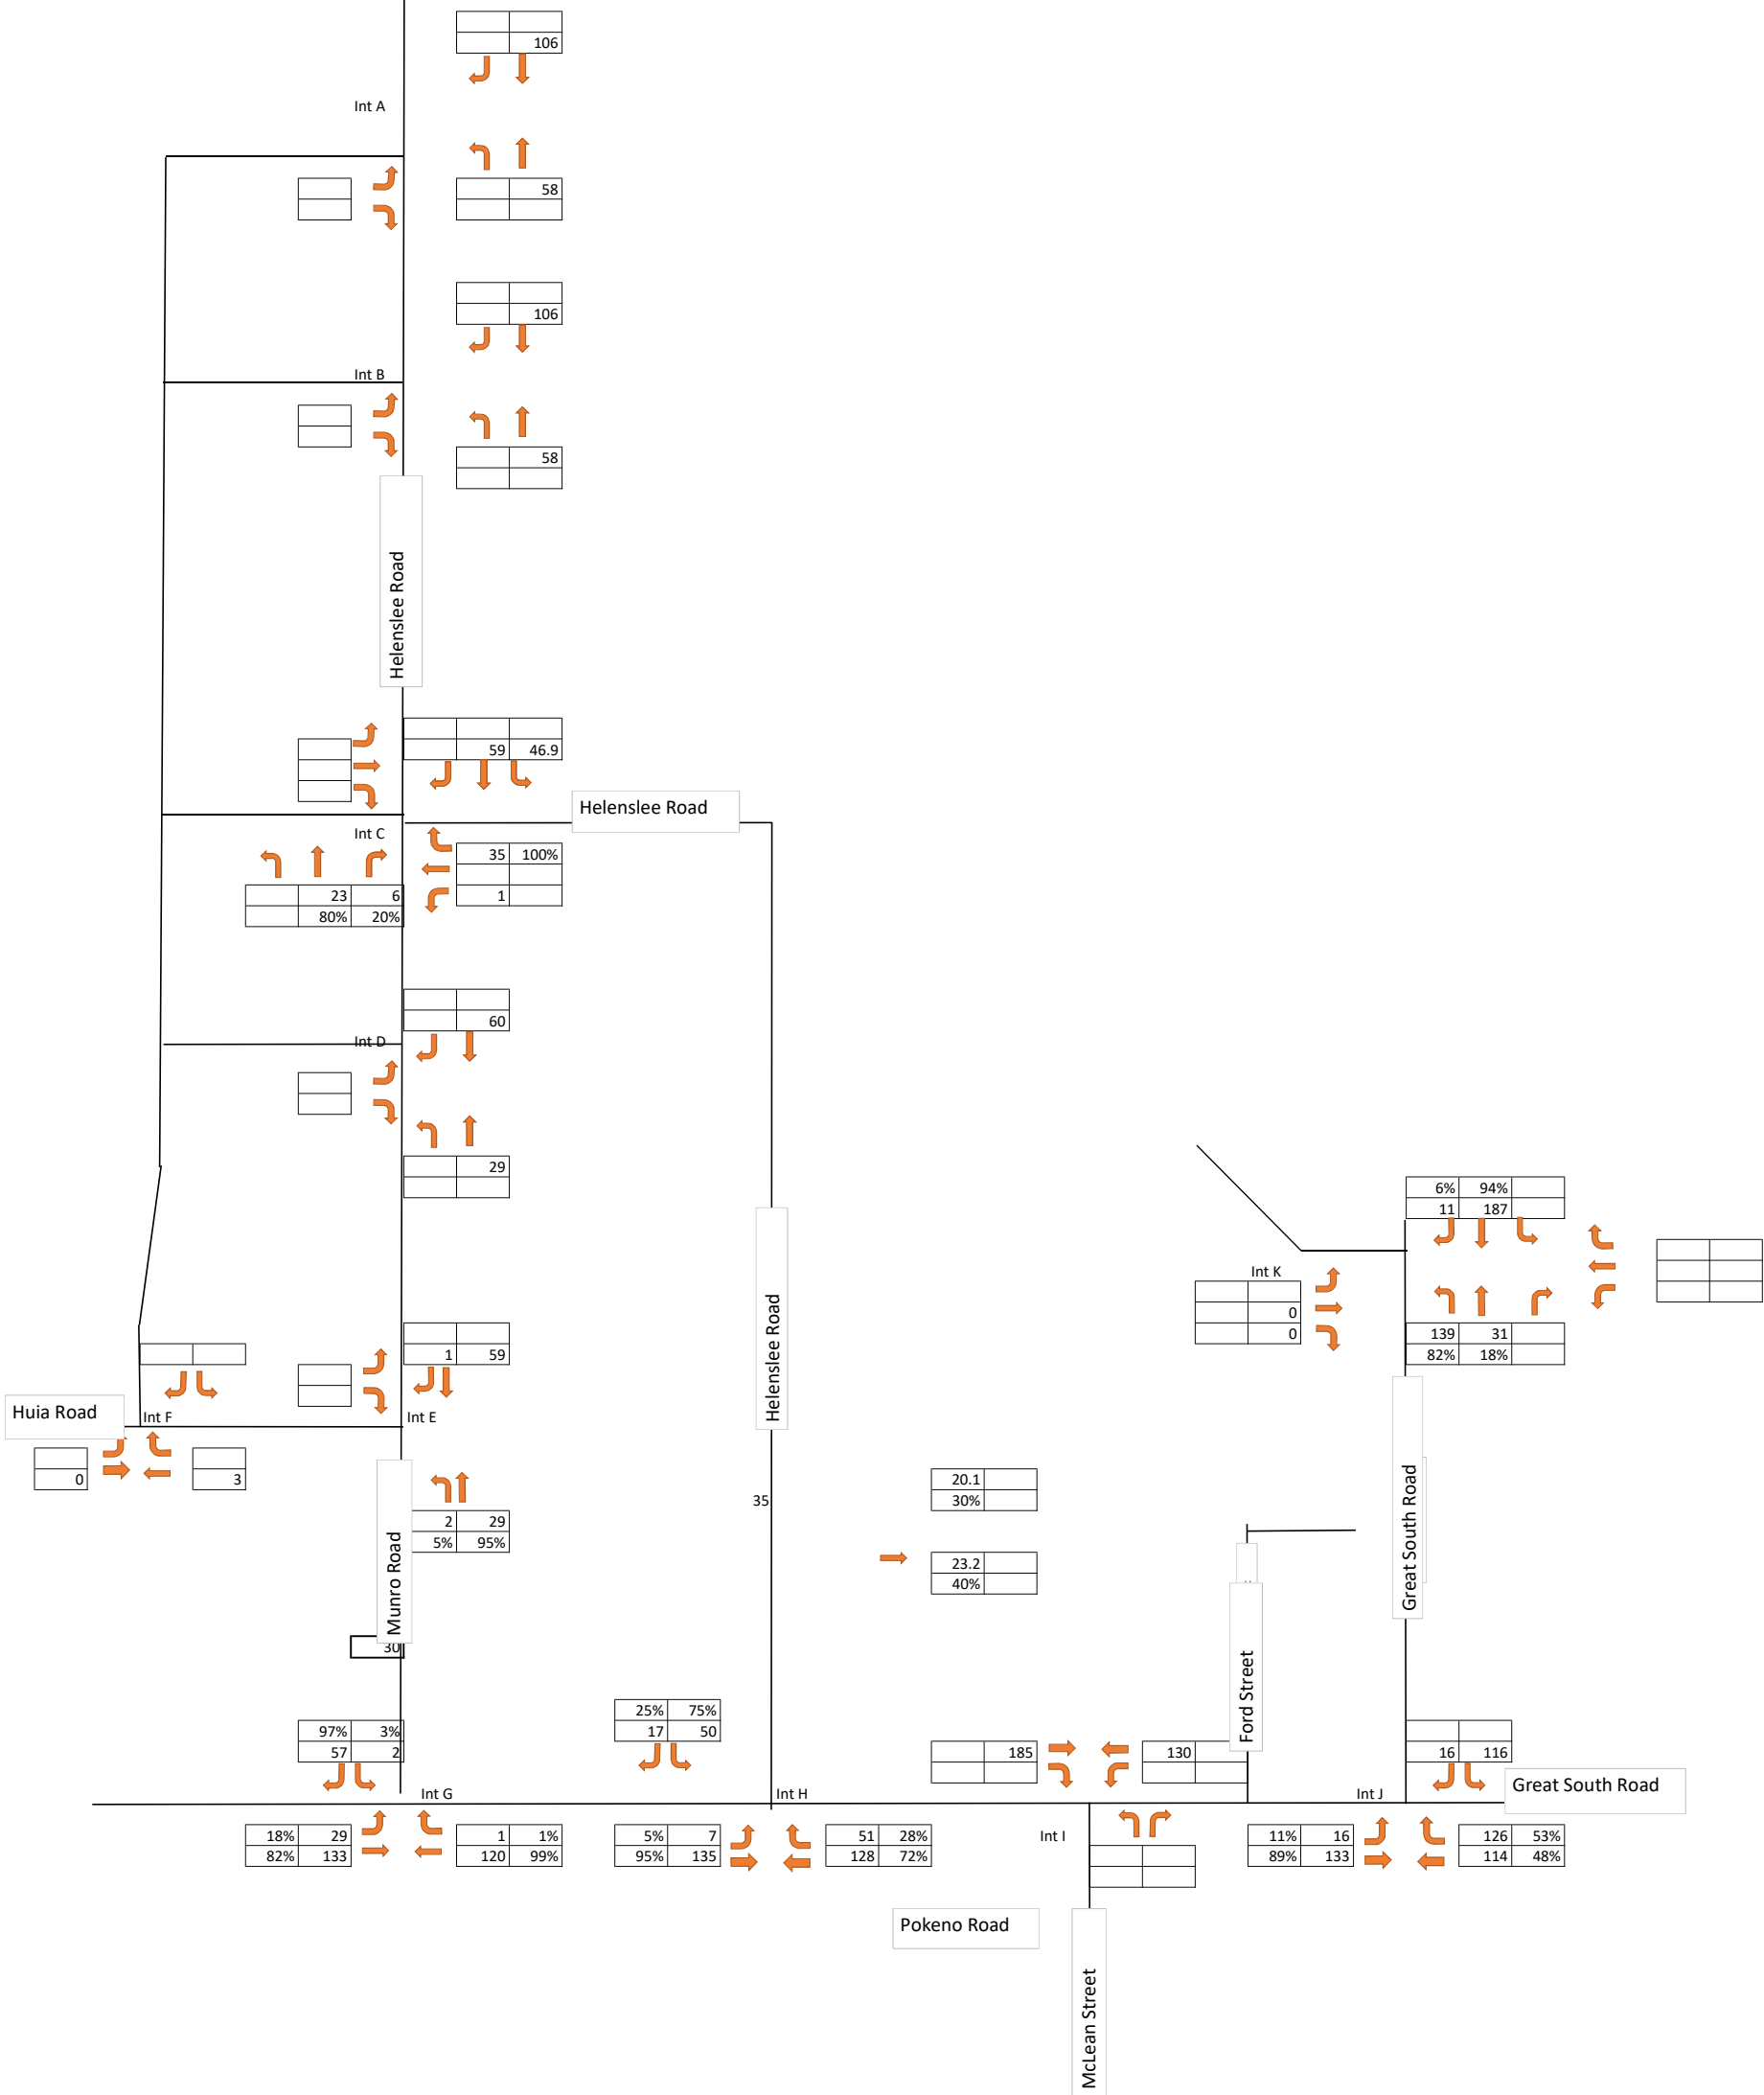 106
Int A
58
106
Int B
58
Helenslee Road
59 46.9
Helenslee Road
Int C
35 100%
1
23 6
80% 20%
60
Int D
29
6% 94%
11 187
Int K
0
0
139 31
82% 18%
Helenslee Road
1 59
Huia Road
Int F
Int E
0
3
2 29
5% 95%
Munro Road
30
35
20.1
30%
23.2
40%
Great South Road
Ford Street
97% 3%
57 2
25% 75%
17 50
185
130
16 116
Great South Road
Int G
Int H
Int J
18% 29
82% 133
1 1%
120 99%
5% 7
95% 135
51 28%
128 72%
Int I
11% 16
89% 133
126 53%
114 48%
Pokeno Road
McLean Street